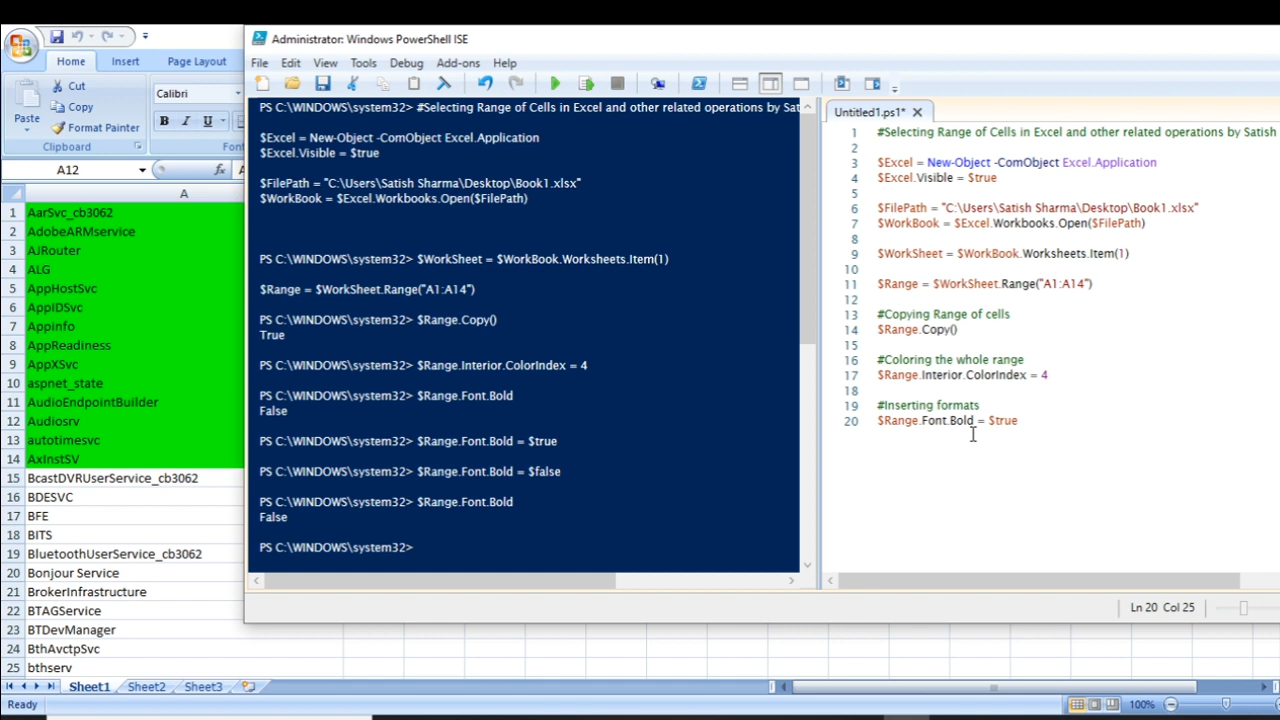 Administrator: Windows PowerShell ISE
Home Insert Page Layout
File Edit View Tools Debug Add-ons Help
Cut
Copy
Format Painter
Paste
Clipboard
Calibri
B I U
Font
A12
fx
A
1 AarSvc_cb3062
2 AdobeARMservice
3 AJRouter
4 ALG
5 AppHostSvc
6 AppIDSvc
7 Appinfo
8 AppReadiness
9 AppXSvc
10 aspnet_state
11 AudioEndpointBuilder
12 Audiosrv
13 autotimesvc
14 AxInstSV
15 BcastDVRUserService_cb3062
16 BDESVC
17 BFE
18 BITS
19 BluetoothUserService_cb3062
20 Bonjour Service
21 BrokerInfrastructure
22 BTAGService
23 BTDevManager
24 BthAvctpSvc
25 bthserv
Sheet1 Sheet2 Sheet3
Ready
100%
PS C:\WINDOWS\system32> #Selecting Range of Cells in Excel and other related operations by Sat
$Excel = New-Object -ComObject Excel.Application
$Excel.Visible = $true
$FilePath = "C:\Users\Satish Sharma\Desktop\Book1.xlsx"
$WorkBook = $Excel.Workbooks.Open($FilePath)
PS C:\WINDOWS\system32> $WorkSheet = $WorkBook.Worksheets.Item(1)
$Range = $WorkSheet.Range("A1:A14")
PS C:\WINDOWS\system32> $Range.Copy()
True
PS C:\WINDOWS\system32> $Range.Interior.ColorIndex = 4
PS C:\WINDOWS\system32> $Range.Font.Bold
False
PS C:\WINDOWS\system32> $Range.Font.Bold = $true
PS C:\WINDOWS\system32> $Range.Font.Bold = $false
PS C:\WINDOWS\system32> $Range.Font.Bold
False
PS C:\WINDOWS\system32>
Untitled1.ps1*
1 #Selecting Range of Cells in Excel and other related operations by Satish
2
3 $Excel = New-Object -ComObject Excel.Application
4 $Excel.Visible = $true
5
6 $FilePath = "C:\Users\Satish Sharma\Desktop\Book1.xlsx"
7 $WorkBook = $Excel.Workbooks.Open($FilePath)
8
9 $WorkSheet = $WorkBook.Worksheets.Item(1)
10
11 $Range = $WorkSheet.Range("A1:A14")
12
13 #Copying Range of cells
14 $Range.Copy()
15
16 #Coloring the whole range
17 $Range.Interior.ColorIndex = 4
18
19 #Inserting formats
20 $Range.Font.Bold = $true
Ln 20 Col 25